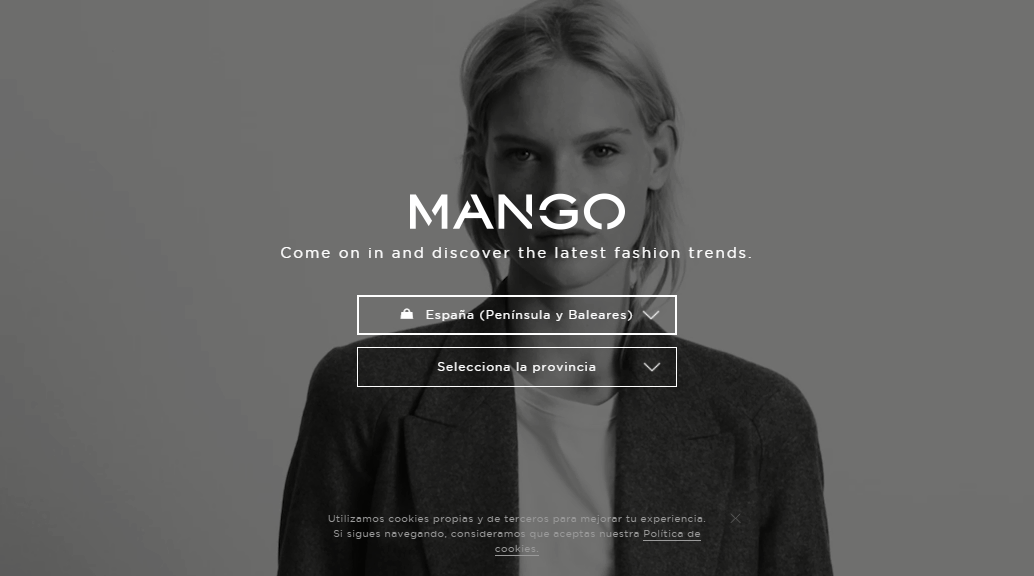 MANGO
Come on in and discover the latest fashion trends.
España (Península y Baleares)
Selecciona la provincia
Utilizamos cookies propias y de terceros para mejorar tu experiencia.
Si sigues navegando, consideramos que aceptas nuestra Política de
cookies.